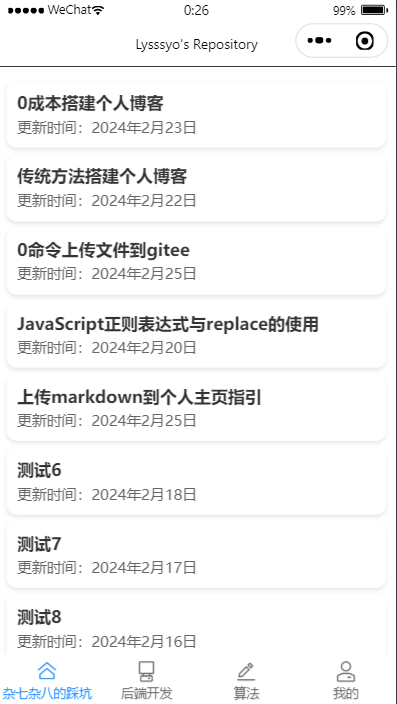 WeChat 0:26 99%
Lysssyo's Repository
0成本搭建个人博客
更新时间：2024年2月23日
传统方法搭建个人博客
更新时间：2024年2月22日
0命令上传文件到gitee
更新时间：2024年2月25日
JavaScript正则表达式与replace的使用
更新时间：2024年2月20日
上传markdown到个人主页指引
更新时间：2024年2月25日
测试6
更新时间：2024年2月18日
测试7
更新时间：2024年2月17日
测试8
更新时间：2024年2月16日
杂七杂八的踩坑 后端开发 算法 我的